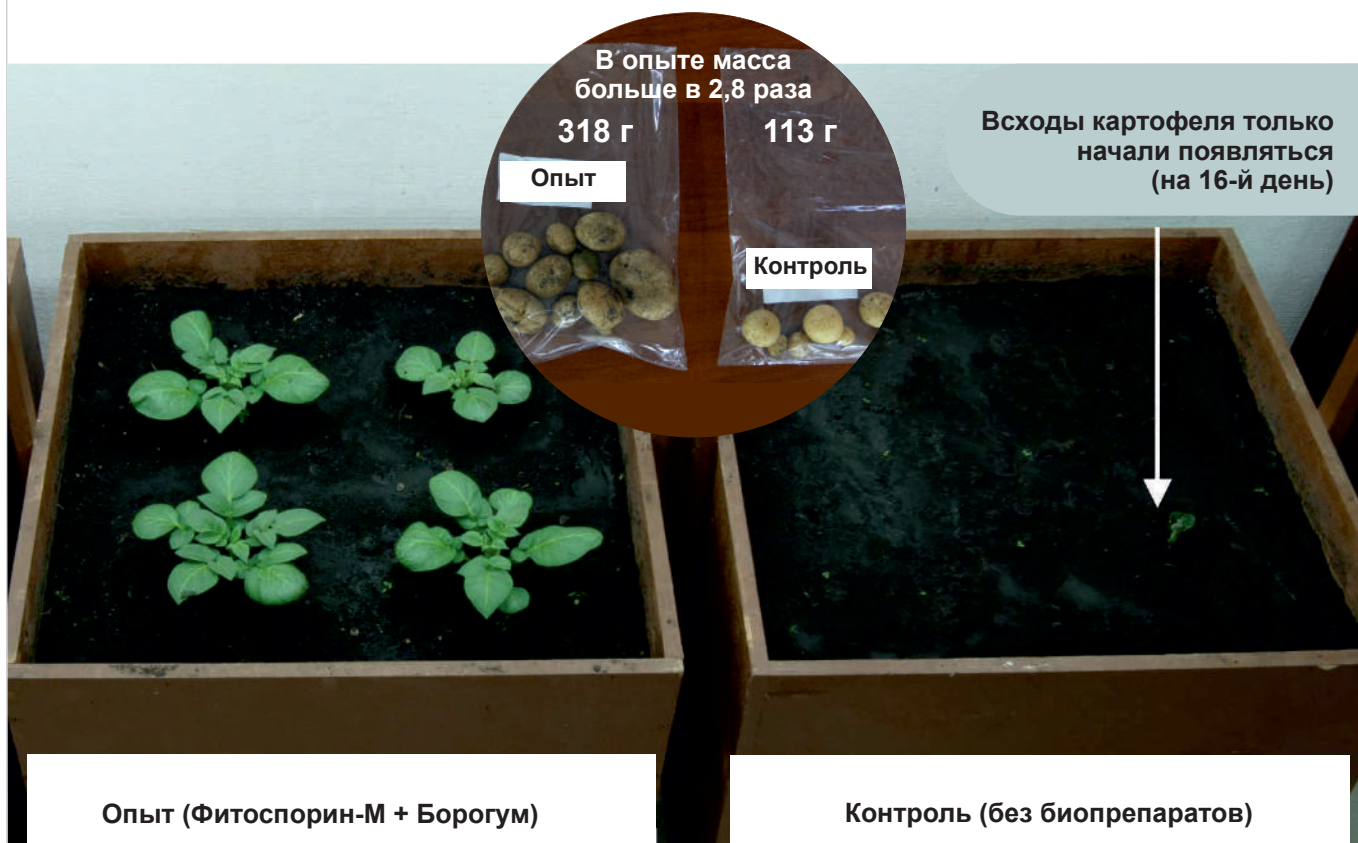 В опыте масса
больше в 2,8 раза
318 г
113 г
Опыт
Контроль
Всходы картофеля только
начали появляться
(на 16-й день)
Опыт (Фитоспорин-М + Борогум)
Контроль (без биопрепаратов)